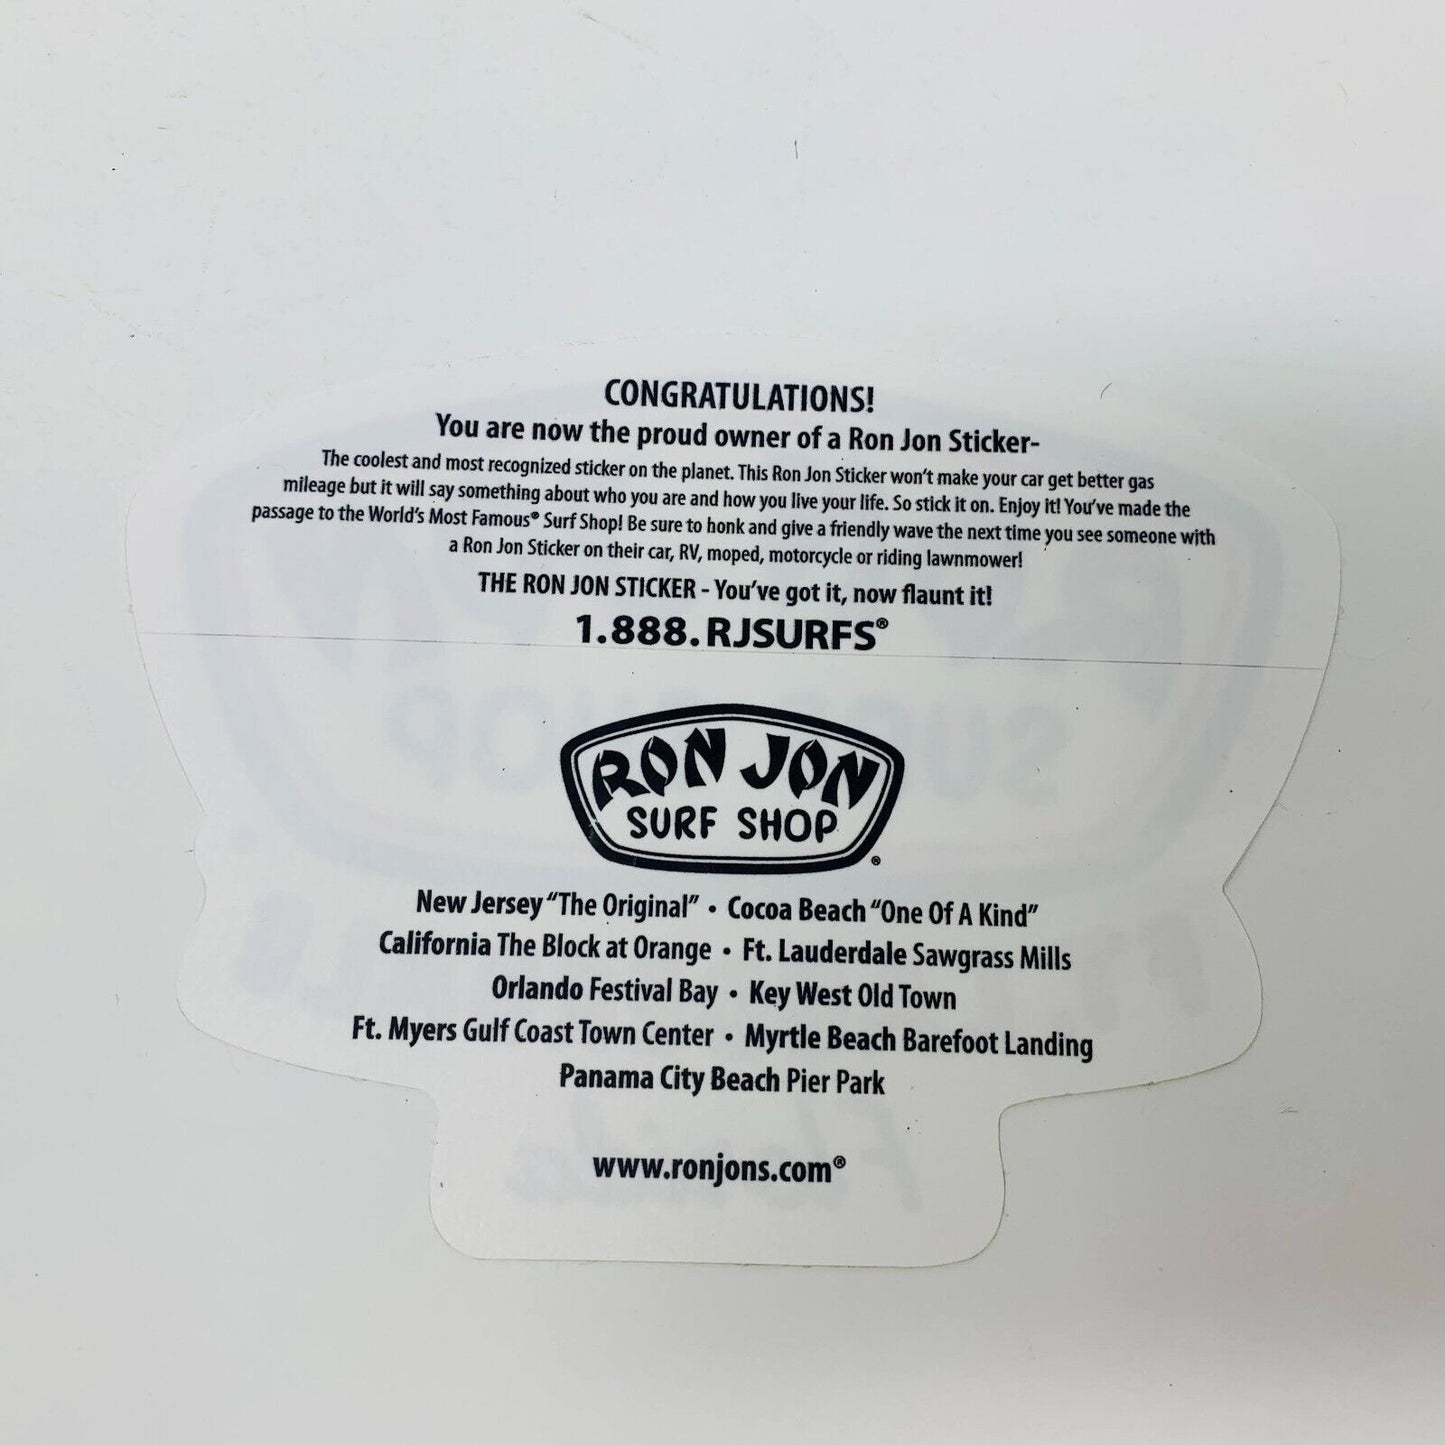 CONGRATULATIONS!
You are now the proud owner of a Ron Jon Sticker-
The coolest and most recognized sticker on the planet. This Ron Jon Sticker won't make your car get better gas
mileage but it will say something about who you are and how you live your life. So stick it on. Enjoy it! You've made the
passage to the World's Most Famous® Surf Shop! Be sure to honk and give a friendly wave the next time you see someone with
a Ron Jon Sticker on their car, RV, moped, motorcycle or riding lawnmower!
THE RON JON STICKER - You've got it, now flaunt it!
1.888.RJSURFS®
RON JON
SURF SHOP
®
New Jersey "The Original" • Cocoa Beach "One Of A Kind"
California The Block at Orange • Ft. Lauderdale Sawgrass Mills
Orlando Festival Bay • Key West Old Town
Ft. Myers Gulf Coast Town Center • Myrtle Beach Barefoot Landing
Panama City Beach Pier Park
www.ronjons.com®